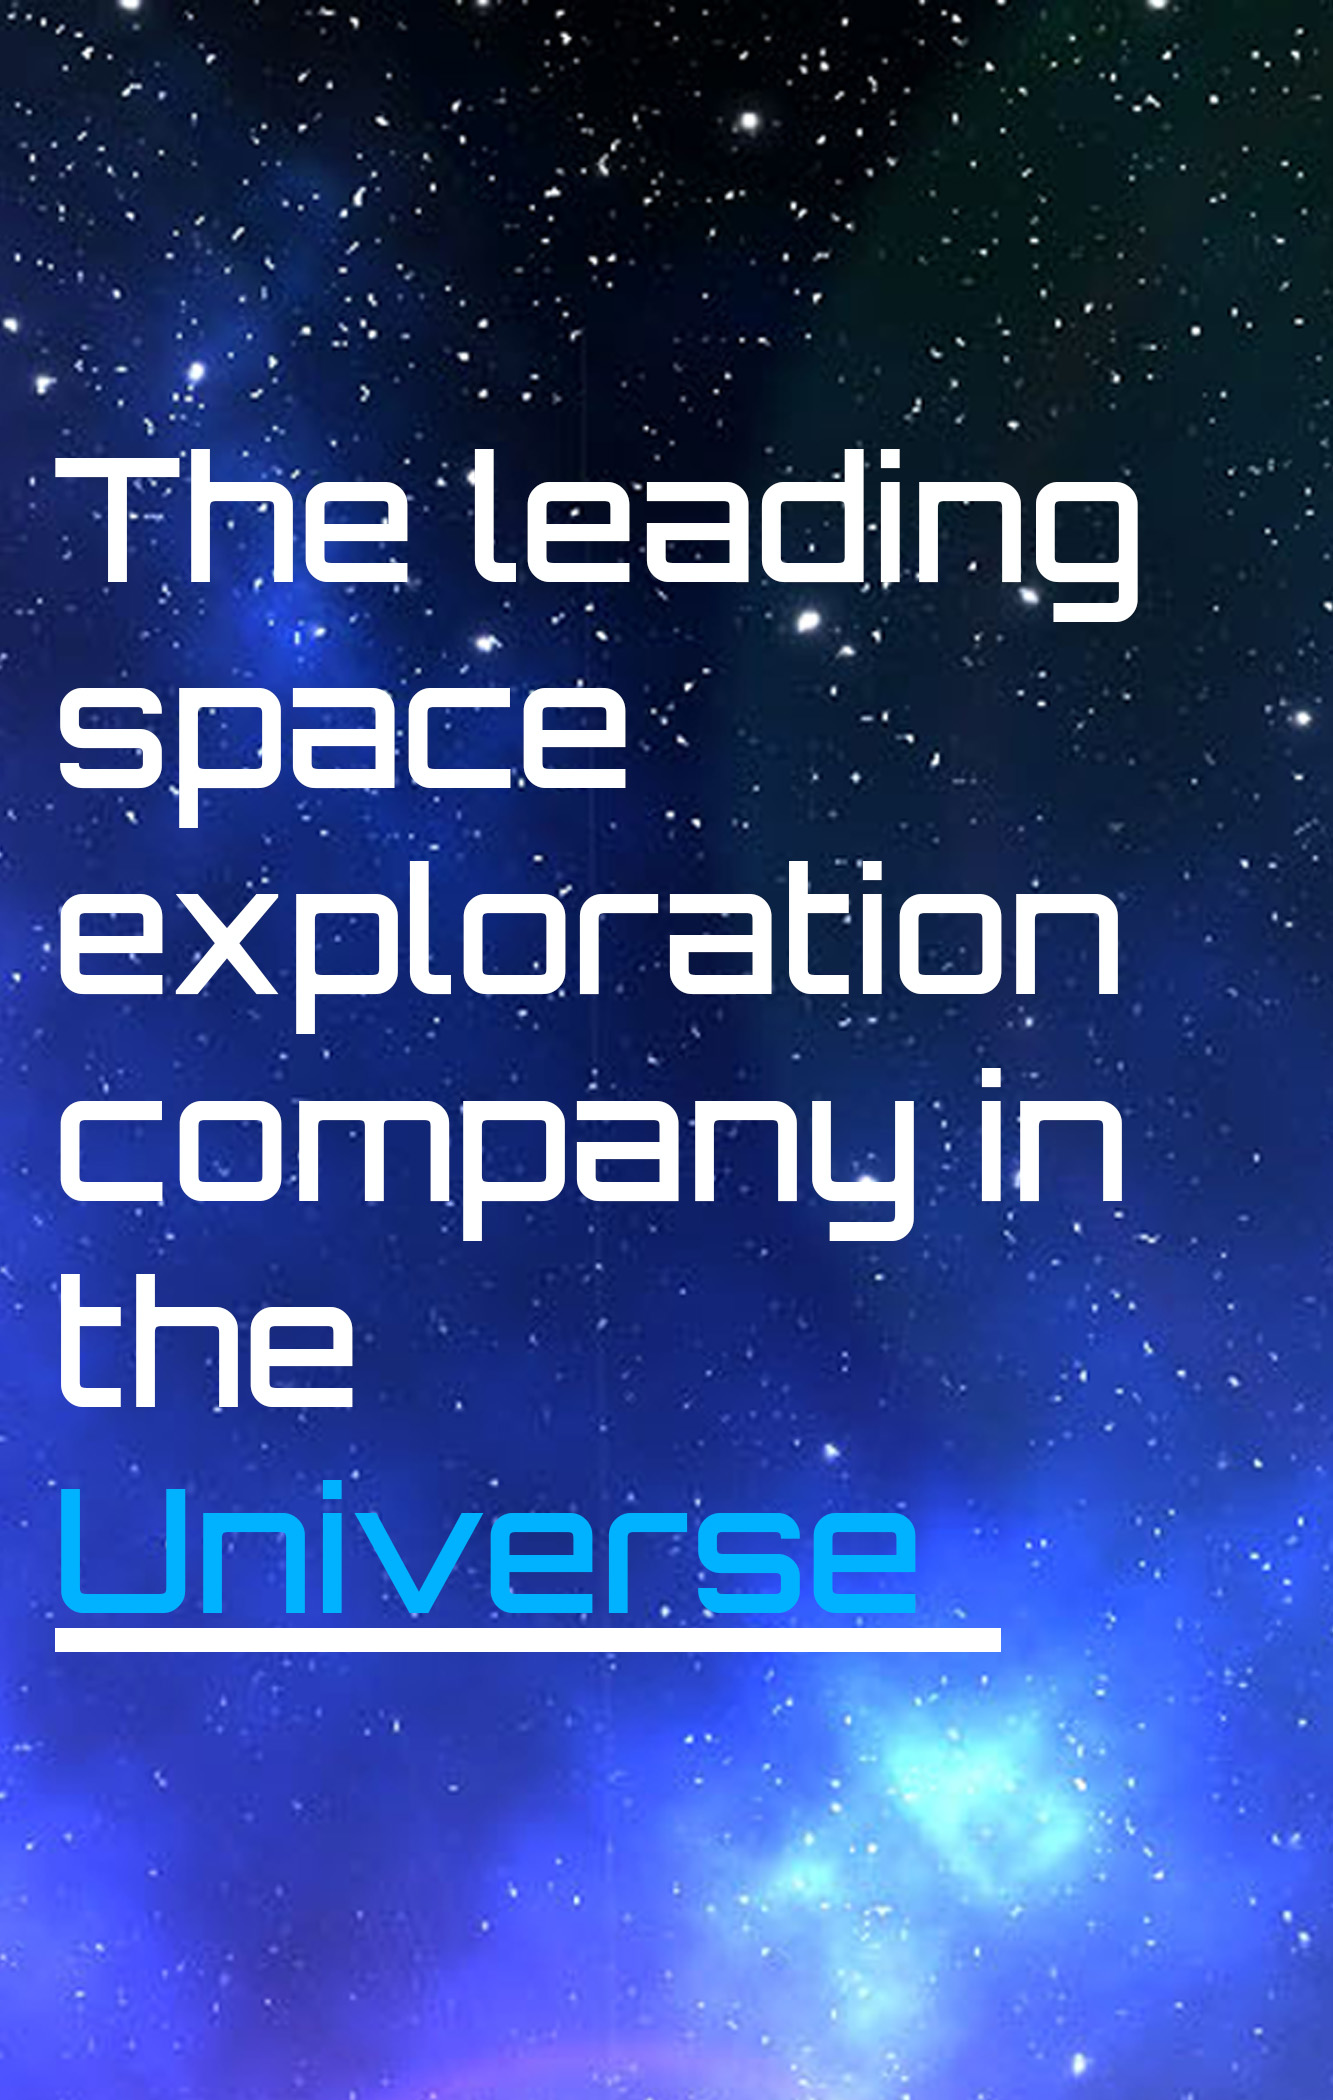 The leading
space
exploration
company in
the
Universe